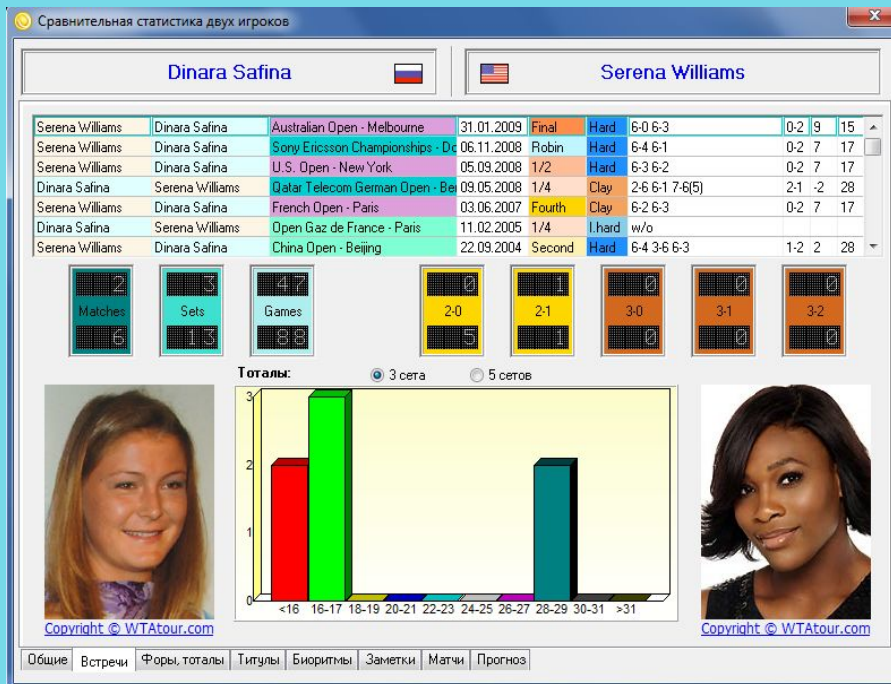 Сравнительная статистика двух игроков
Dinara Safina Serena Williams
Serena Williams Dinara Safina Australian Open - Melbourne 31.01.2009 Final Hard 6-0 6-3 0-2 9 15
Serena Williams Dinara Safina Sony Ericsson Championships - Do 06.11.2008 Robin Hard 6-4 6-1 0-2 7 17
Serena Williams Dinara Safina U.S. Open - New York 05.09.2008 1/2 Hard 6-3 6-2 0-2 7 17
Dinara Safina Serena Williams Qatar Telecom German Open - Ber 09.05.2008 1/4 Clay 2-6 6-1 7-6(5) 2-1 -2 28
Serena Williams Dinara Safina French Open - Paris 03.06.2007 Fourth Clay 6-2 6-3 0-2 7 17
Dinara Safina Serena Williams Open Gaz de France - Paris 11.02.2005 1/4 I.hard w/o
Serena Williams Dinara Safina China Open - Beijing 22.09.2004 Second Hard 6-4 3-6 6-3 1-2 2 28
2 3 47 0 1 0 0 0
Matches Sets Games 2-0 2-1 3-0 3-1 3-2
6 13 88 5 1 0 0 0
Тоталы: 3 сета 5 сетов
3
2
1
0
<16 16-17 18-19 20-21 22-23 24-25 26-27 28-29 30-31 >31
Copyright © WTAtour.com Copyright © WTAtour.com
Общие Встречи Форы, тоталы Титулы Биоритмы Заметки Матчи Прогноз